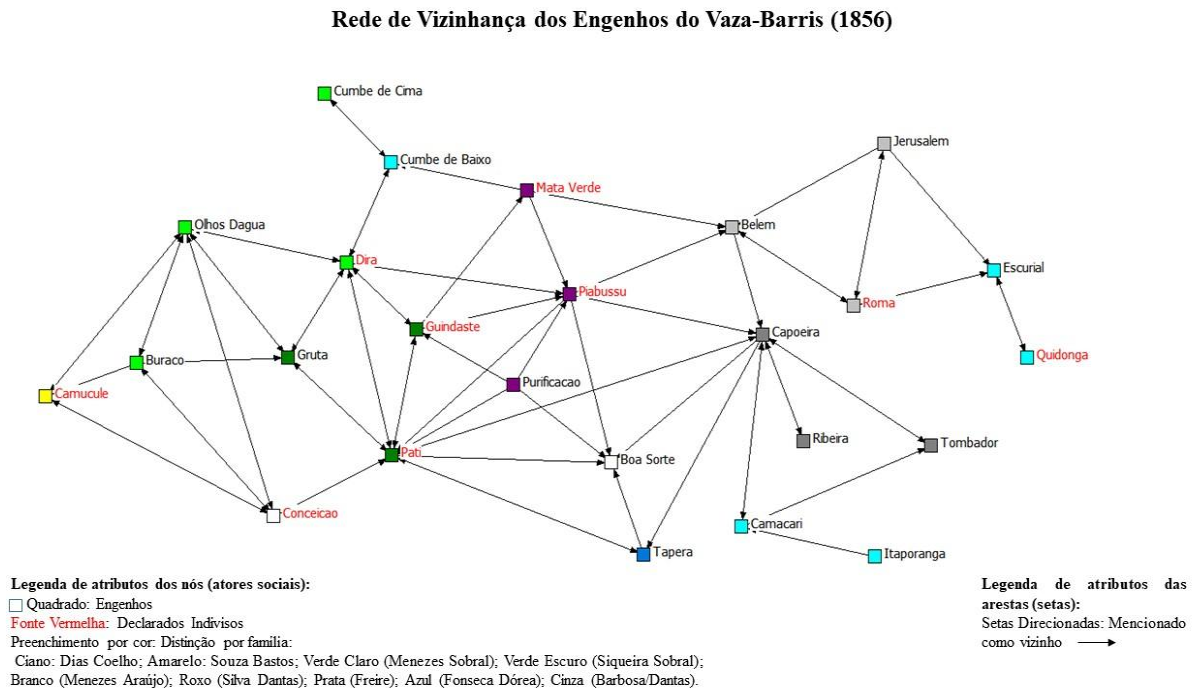 Rede de Vizinhança dos Engenhos do Vaza-Barris (1856)
Cumbe de Cima
Cumbe de Baixo
Jerusalem
Mata Verde
Olhos Dagua
Belem
Dira
Escurial
Piabussu
Roma
Guindaste
Capoeira
Buraco
Gruta
Quidonga
Camucule
Purificacao
Ribeira
Tombador
Pati
Boa Sorte
Conceicao
Camacari
Tapera
Itaporanga
Legenda de atributos dos nós (atores sociais):
Quadrado: Engenhos
Fonte Vermelha: Declarados Indivisos
Preenchimento por cor: Distinção por familia:
Ciano: Dias Coelho; Amarelo: Souza Bastos; Verde Claro (Menezes Sobral); Verde Escuro (Siqueira Sobral);
Branco (Menezes Araújo); Roxo (Silva Dantas); Prata (Freire); Azul (Fonseca Dórea); Cinza (Barbosa/Dantas).
Legenda de atributos das
arestas (setas):
Setas Direcionadas: Mencionado
como vizinho